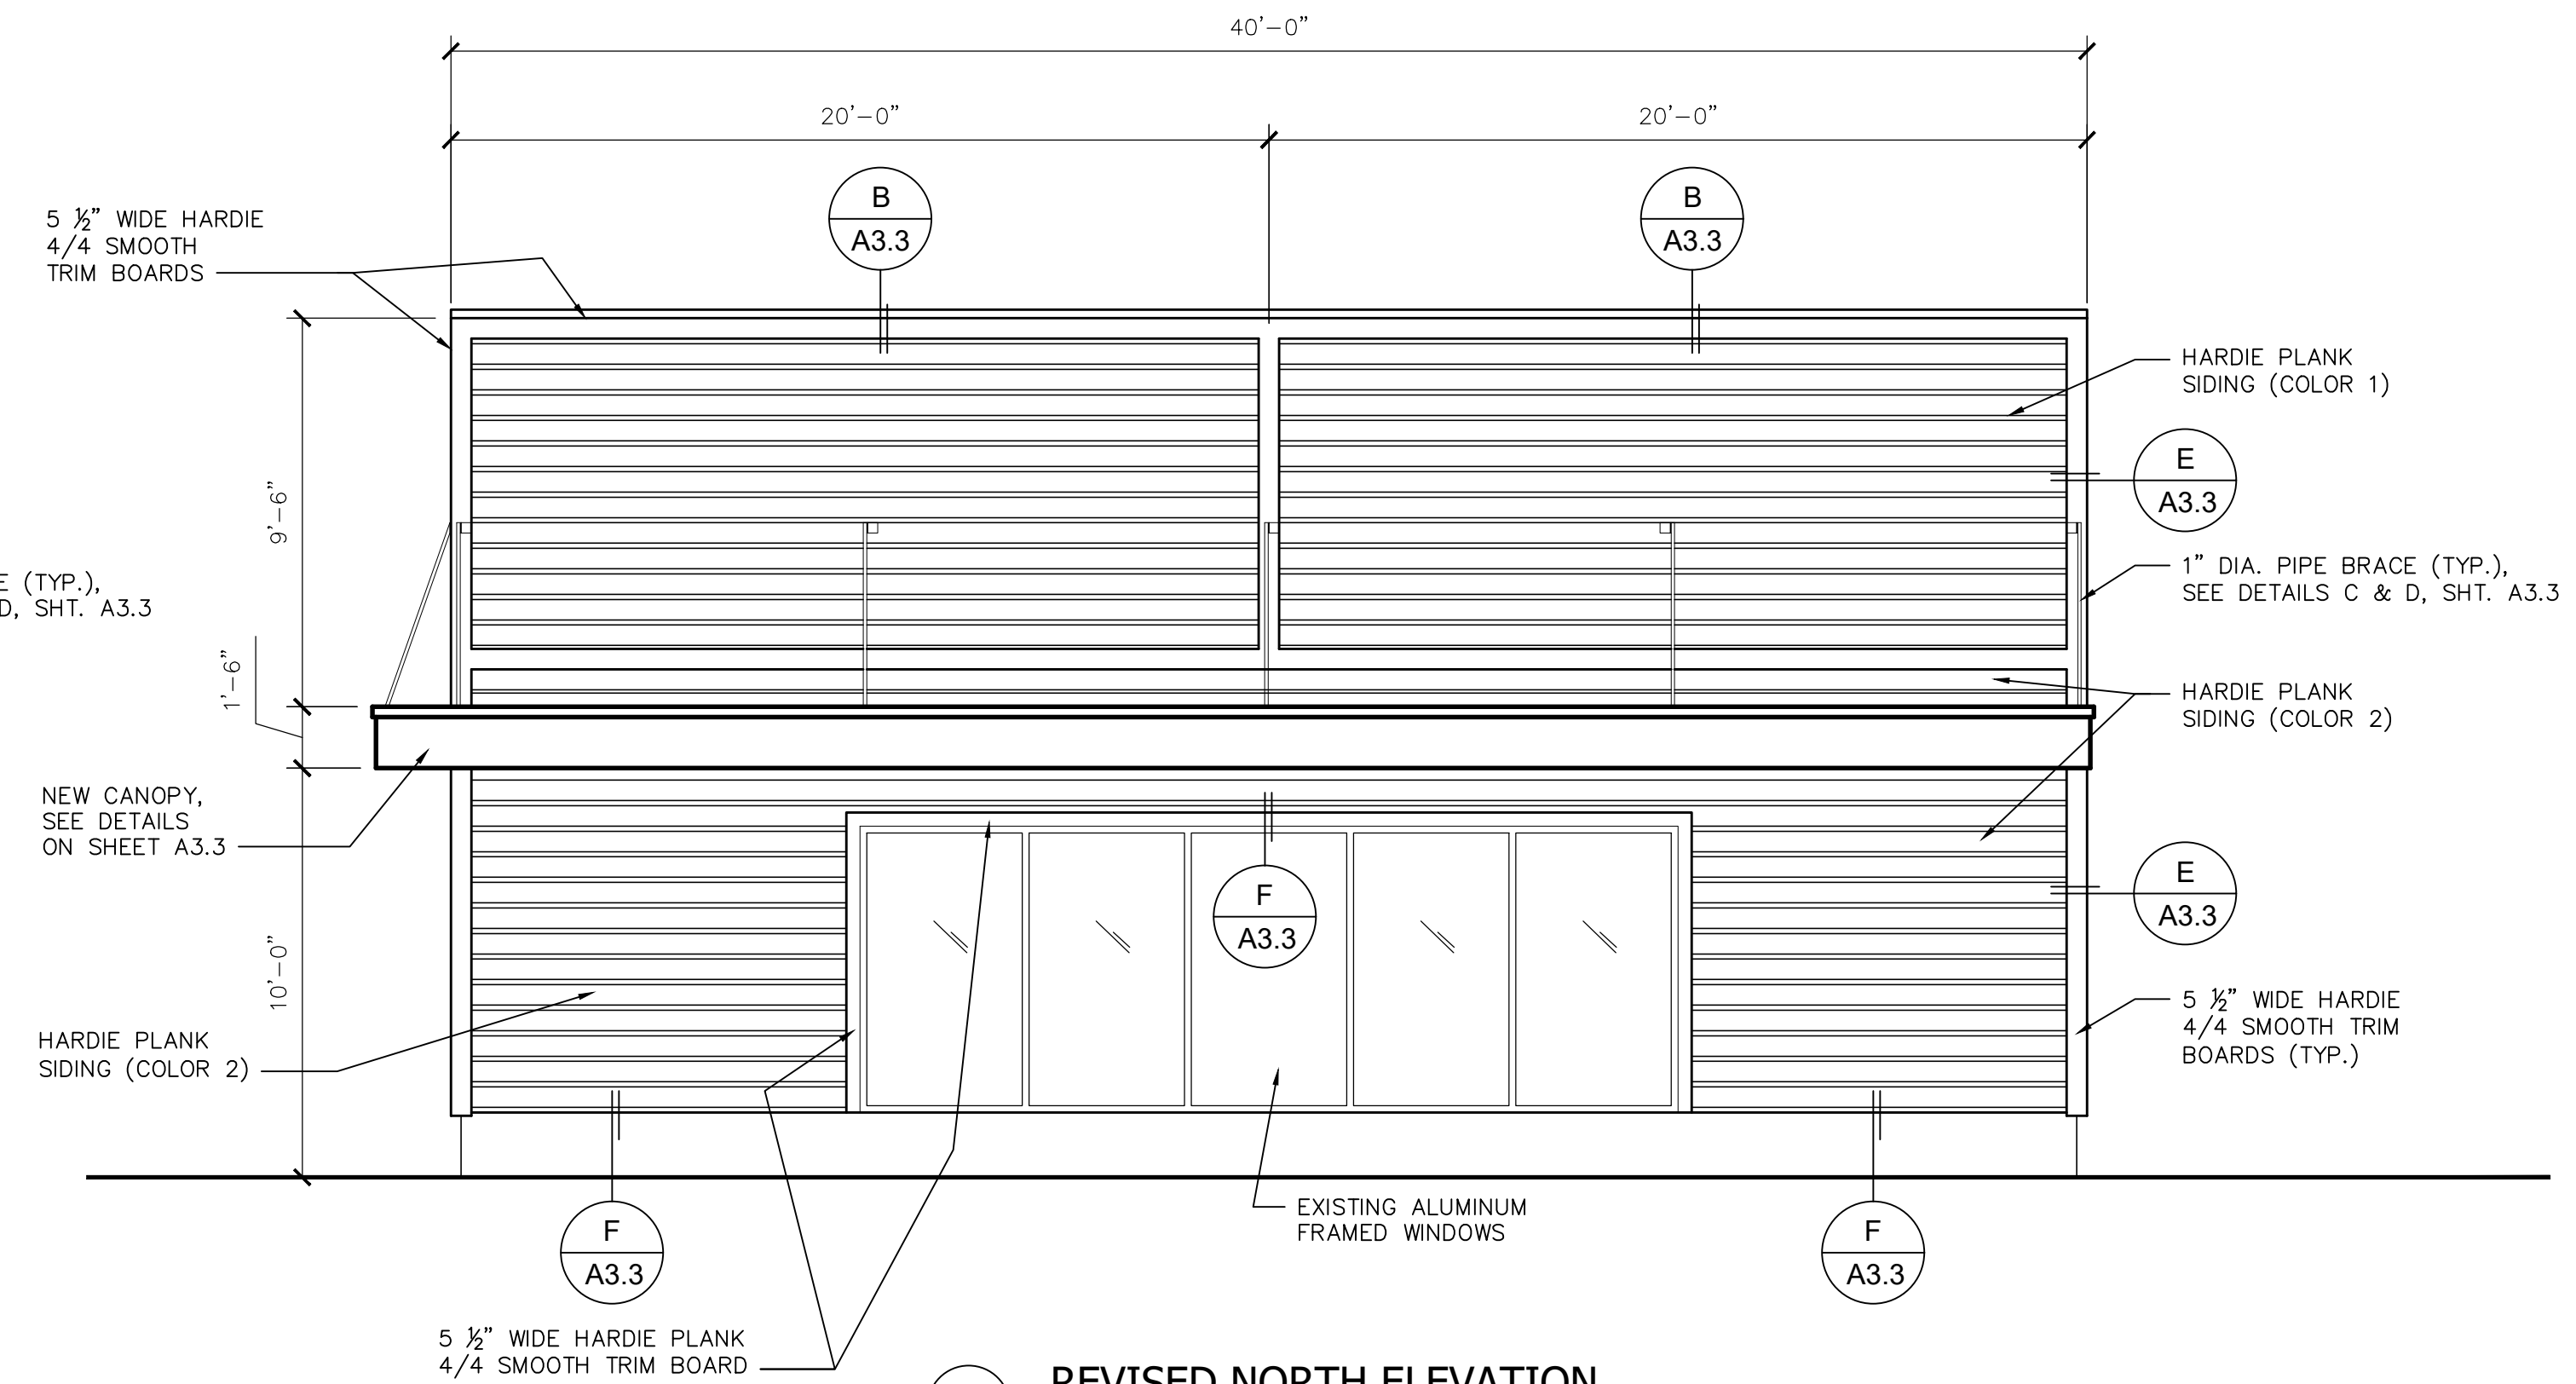 40'-0"
20'-0"
20'-0"
B
A3.3
B
A3.3
5 ½" WIDE HARDIE
4/4 SMOOTH
TRIM BOARDS
HARDIE PLANK
SIDING (COLOR 1)
E
A3.3
9'-6"
(TYP.),
D, SHT. A3.3
1" DIA. PIPE BRACE (TYP.),
SEE DETAILS C & D, SHT. A3.3
1'-6"
HARDIE PLANK
SIDING (COLOR 2)
NEW CANOPY,
SEE DETAILS
ON SHEET A3.3
F
A3.3
E
A3.3
10'-0"
HARDIE PLANK
SIDING (COLOR 2)
5 ½" WIDE HARDIE
4/4 SMOOTH TRIM
BOARDS (TYP.)
EXISTING ALUMINUM
FRAMED WINDOWS
F
A3.3
F
A3.3
5 ½" WIDE HARDIE PLANK
4/4 SMOOTH TRIM BOARD
REVISED NORTH ELEVATION